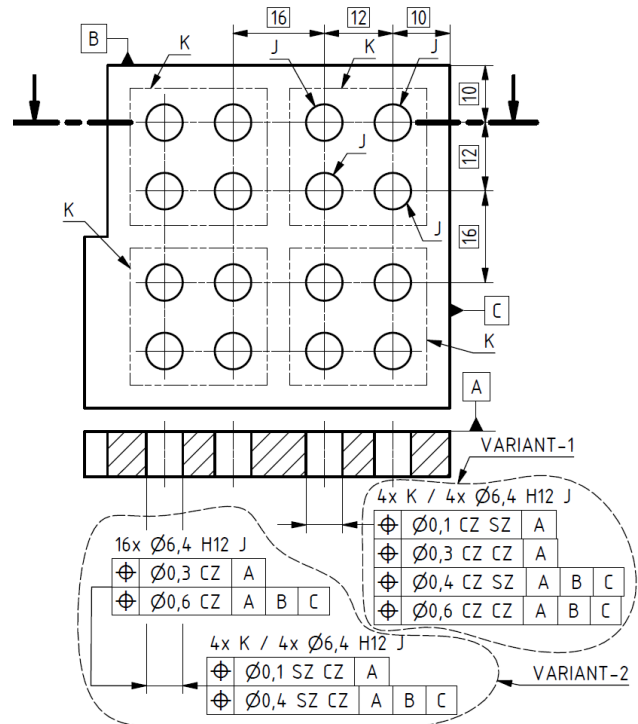 16 12 10
B K J K J
10
J
12
K J
16
C
K
A
VARIANT-1
4x K / 4x Ø6,4 H12 J
⌖ Ø0,1 CZ SZ A
⌖ Ø0,3 CZ CZ A
⌖ Ø0,4 CZ SZ A B C
⌖ Ø0,6 CZ CZ A B C
16x Ø6,4 H12 J
⌖ Ø0,3 CZ A
⌖ Ø0,6 CZ A B C
4x K / 4x Ø6,4 H12 J
⌖ Ø0,1 SZ CZ A
⌖ Ø0,4 SZ CZ A B C
VARIANT-2